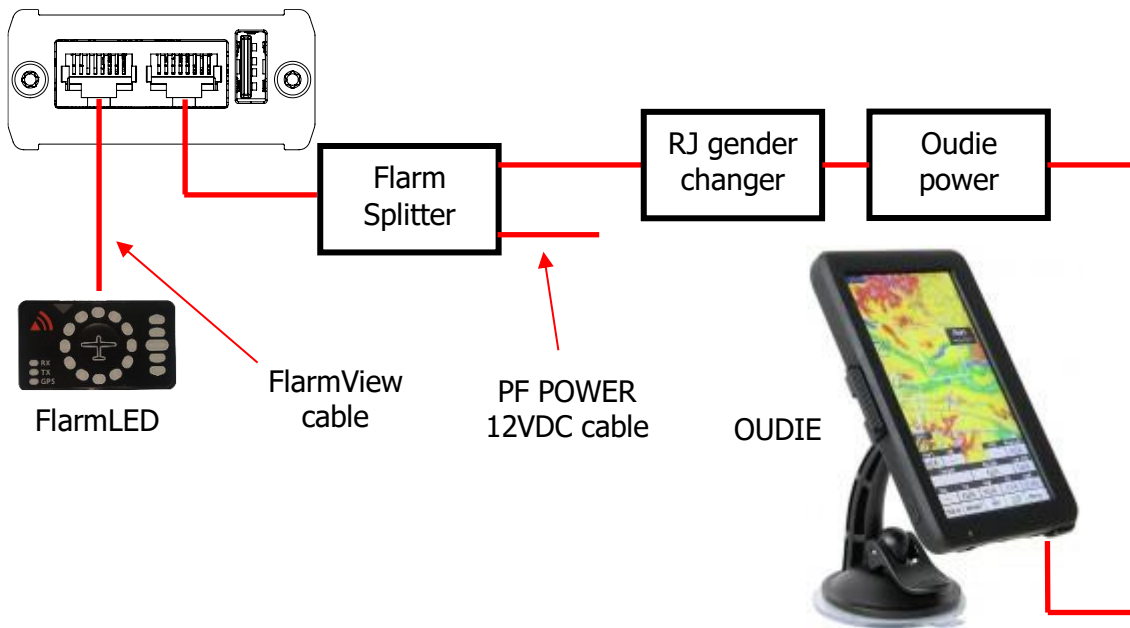 RJ gender
changer
Oudie
power
Flarm
Splitter
RX
TX
GPS
FlarmLED
FlarmView
cable
PF POWER
12VDC cable
OUDIE